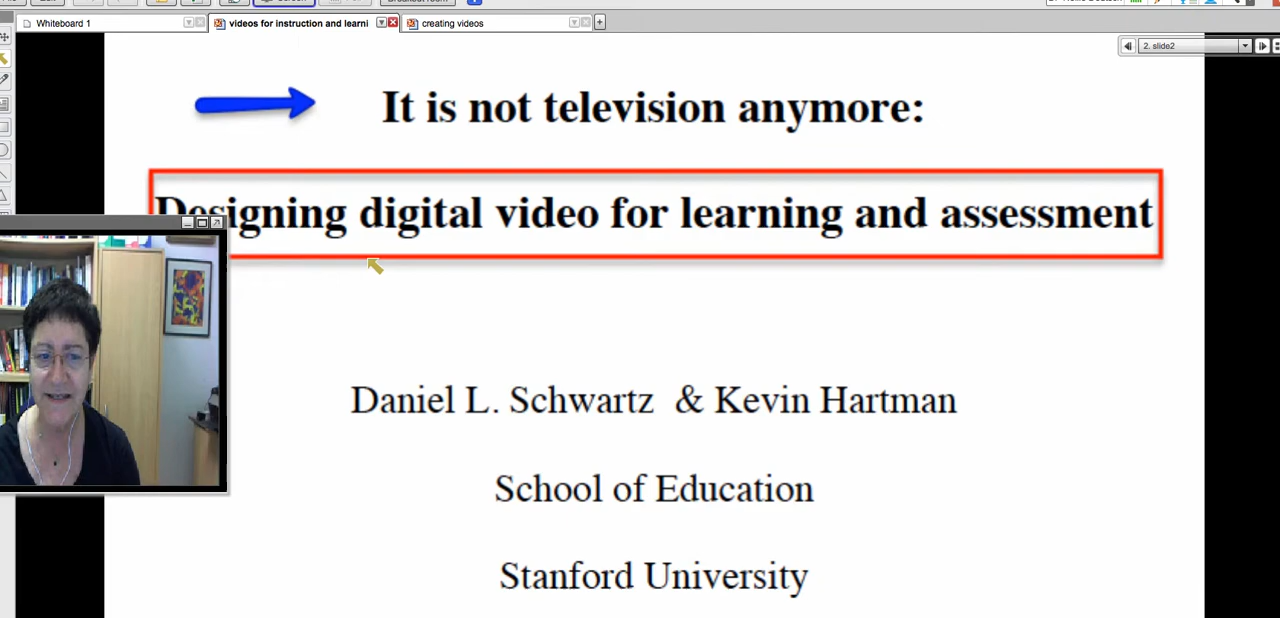 Whiteboard 1
videos for instruction and learni
creating videos
2. slide2
It is not television anymore:
Designing digital video for learning and assessment
Daniel L. Schwartz & Kevin Hartman
School of Education
Stanford University